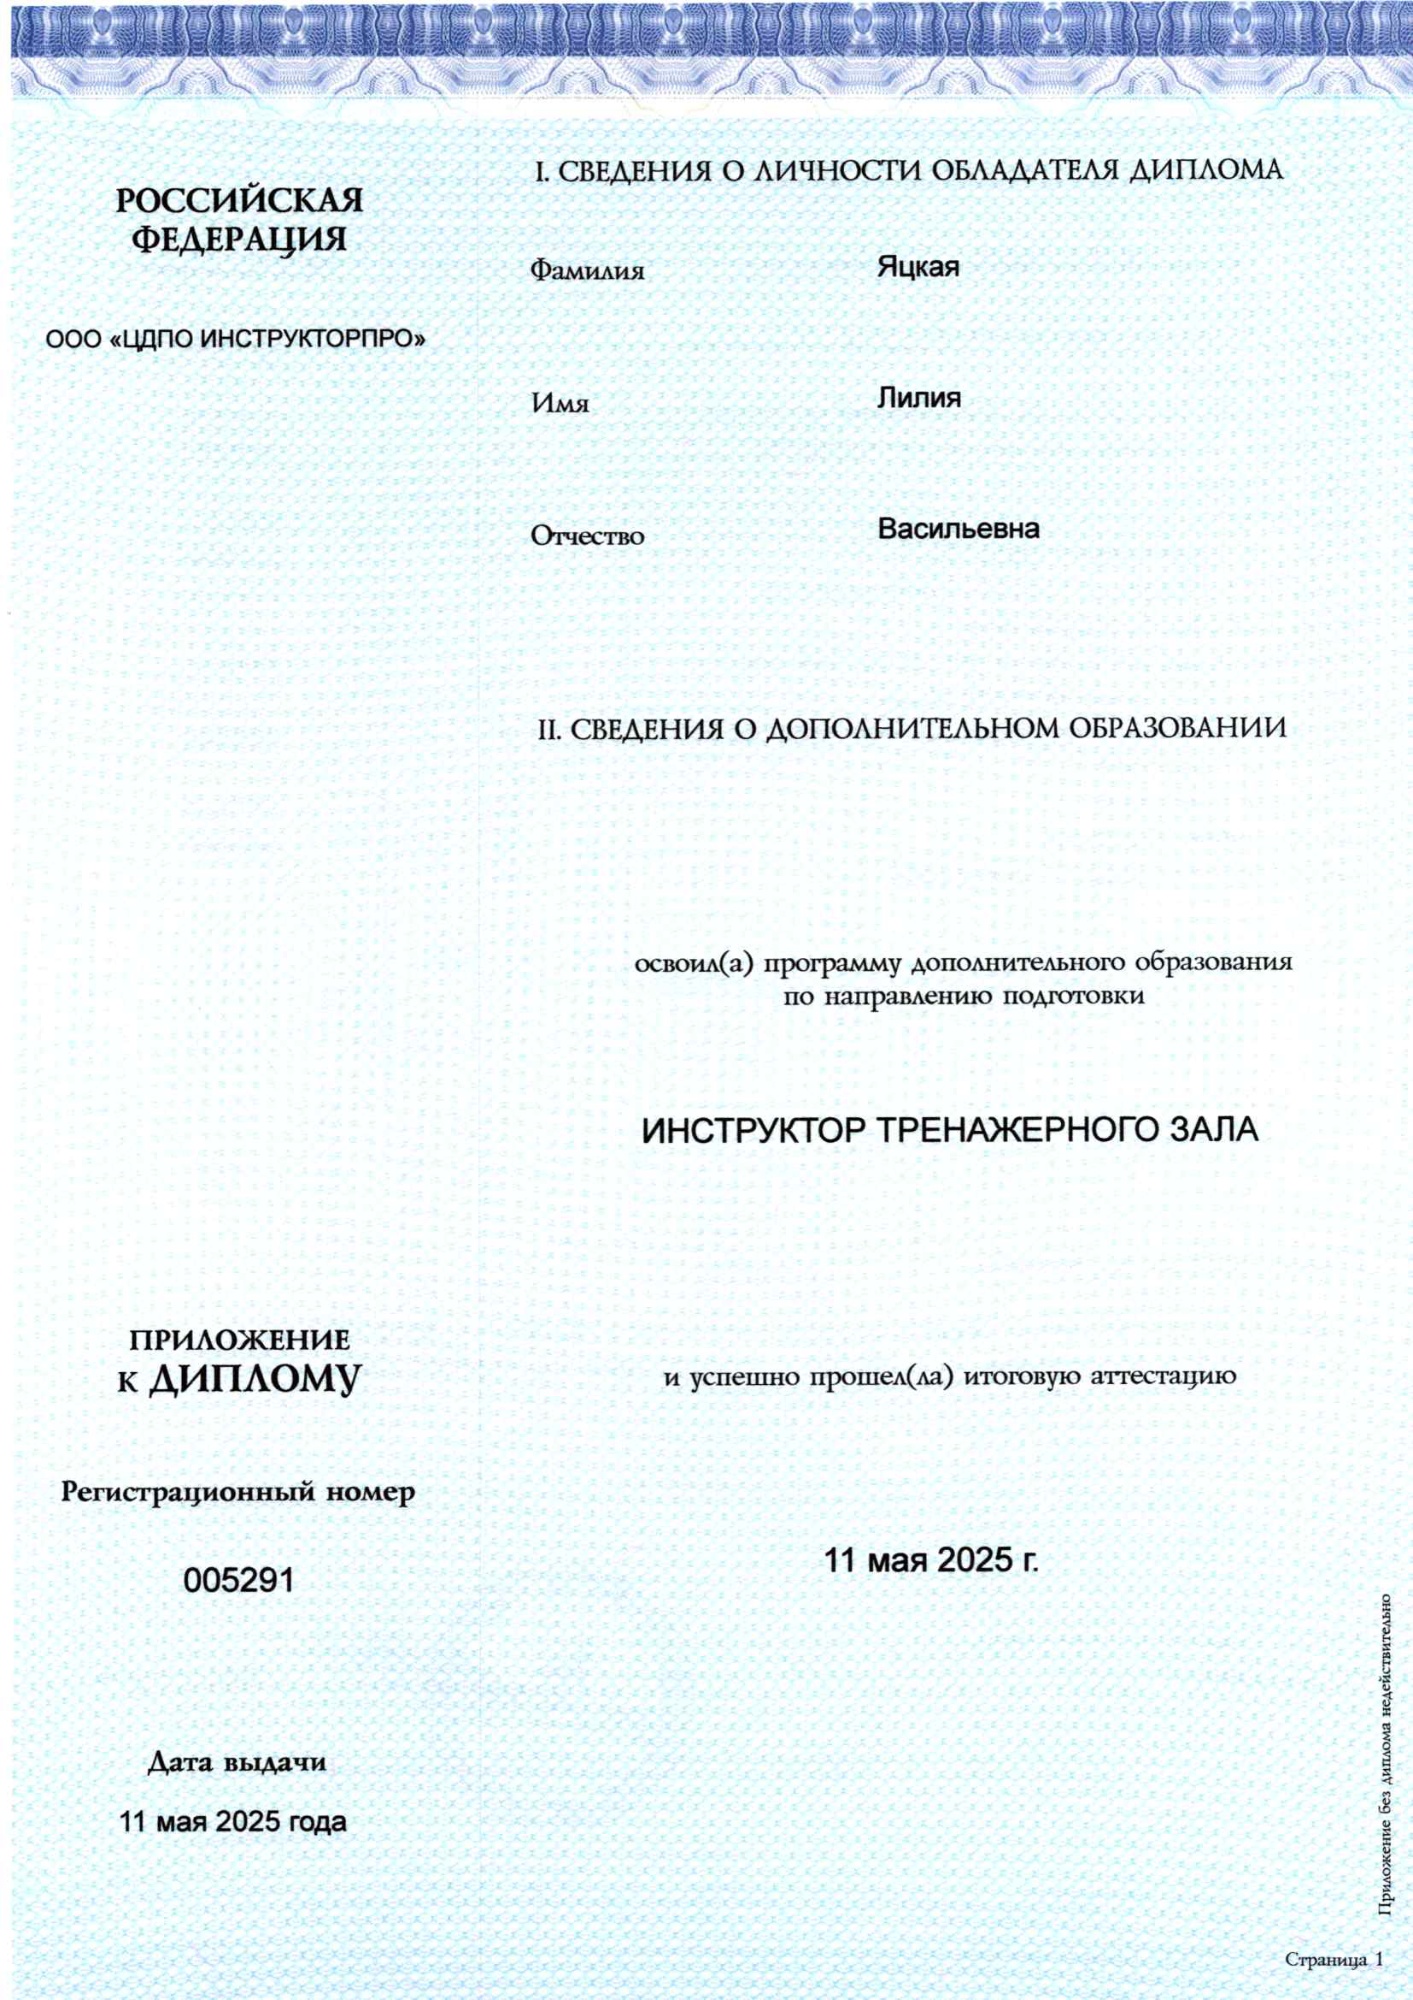 РОССИЙСКАЯ
ФЕДЕРАЦИЯ
ООО «ЦДПО ИНСТРУКТОРПРО»
ПРИЛОЖЕНИЕ
к ДИПЛОМУ
Регистрационный номер
005291
Дата выдачи
11 мая 2025 года
I. СВЕДЕНИЯ О ЛИЧНОСТИ ОБЛАДАТЕЛЯ ДИПЛОМА
Фамилия Яцкая
Имя Лилия
Отчество Васильевна
II. СВЕДЕНИЯ О ДОПОЛНИТЕЛЬНОМ ОБРАЗОВАНИИ
освоил(а) программу дополнительного образования
по направлению подготовки
ИНСТРУКТОР ТРЕНАЖЕРНОГО ЗАЛА
и успешно прошел(ла) итоговую аттестацию
11 мая 2025 г.
Приложение без диплома недействительно
Страница 1